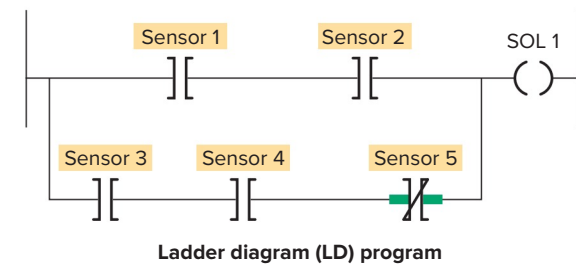 Sensor 1
Sensor 2
SOL 1
Sensor 3
Sensor 4
Sensor 5
Ladder diagram (LD) program